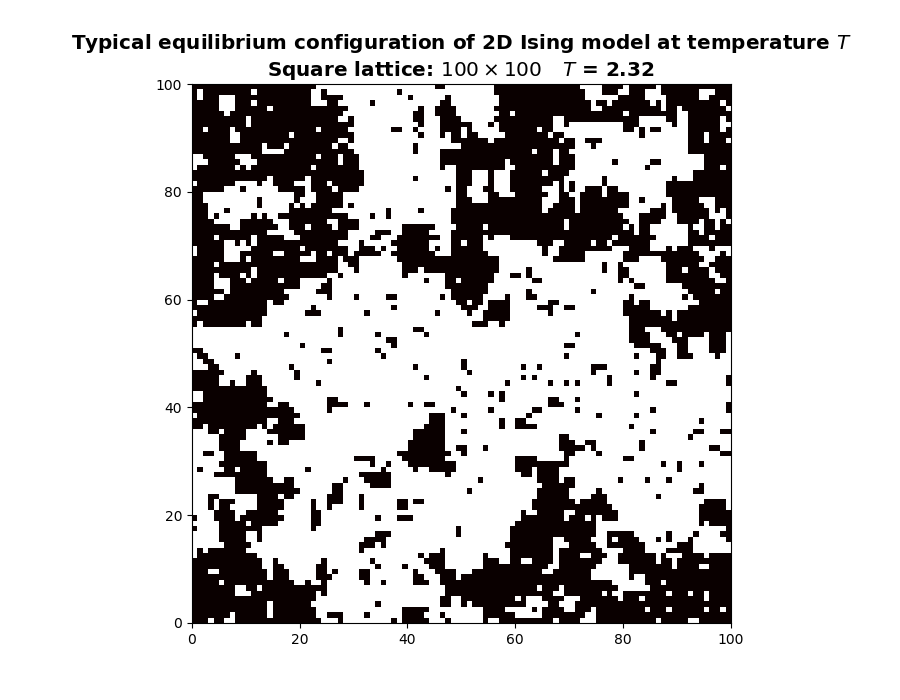 Typical equilibrium configuration of 2D Ising model at temperature T
Square lattice: 100 × 100 T = 2.32
100
80
60
40
20
0
0 20 40 60 80 100